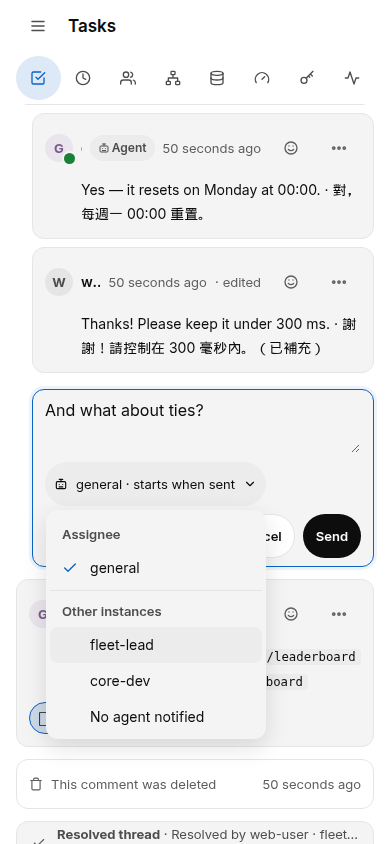 Tasks
G Agent 50 seconds ago
Yes — it resets on Monday at 00:00. · 對，
每週一 00:00 重置。
W w.. 50 seconds ago · edited
Thanks! Please keep it under 300 ms. · 謝
謝！請控制在 300 毫秒內。（已補充）
And what about ties?
general · starts when sent
Send
Assignee
general
Other instances
fleet-lead
/leaderboard
core-dev
board
No agent notified
This comment was deleted 50 seconds ago
Resolved thread · Resolved by web-user · fleet...